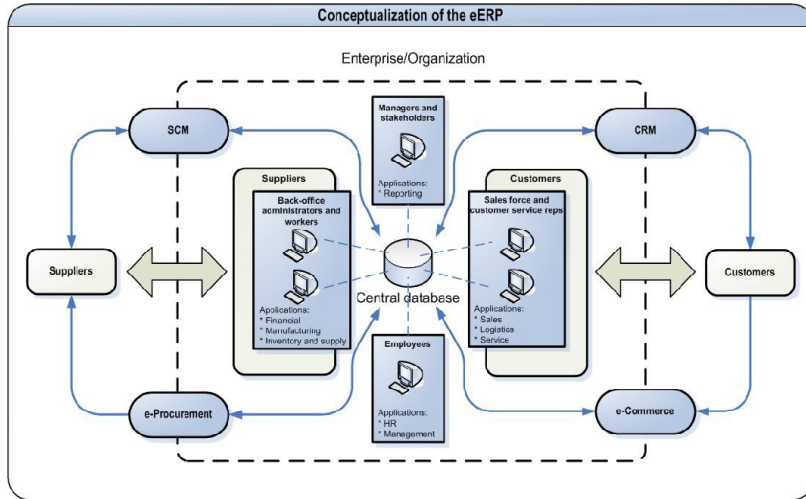 Conceptualization of the eERP
Enterprise/Organization
SCM
Managers and
stakeholders
Applications:
* Reporting
CRM
Suppliers
Back-office
administrators and
workers
Applications:
* Financial
* Manufacturing
* Inventory and supply
Customers
Sales force and
customer service reps
Applications:
* Sales
* Logistics
* Service
Suppliers
Central database
Customers
Employees
Applications:
* HR
* Management
e-Procurement
e-Commerce